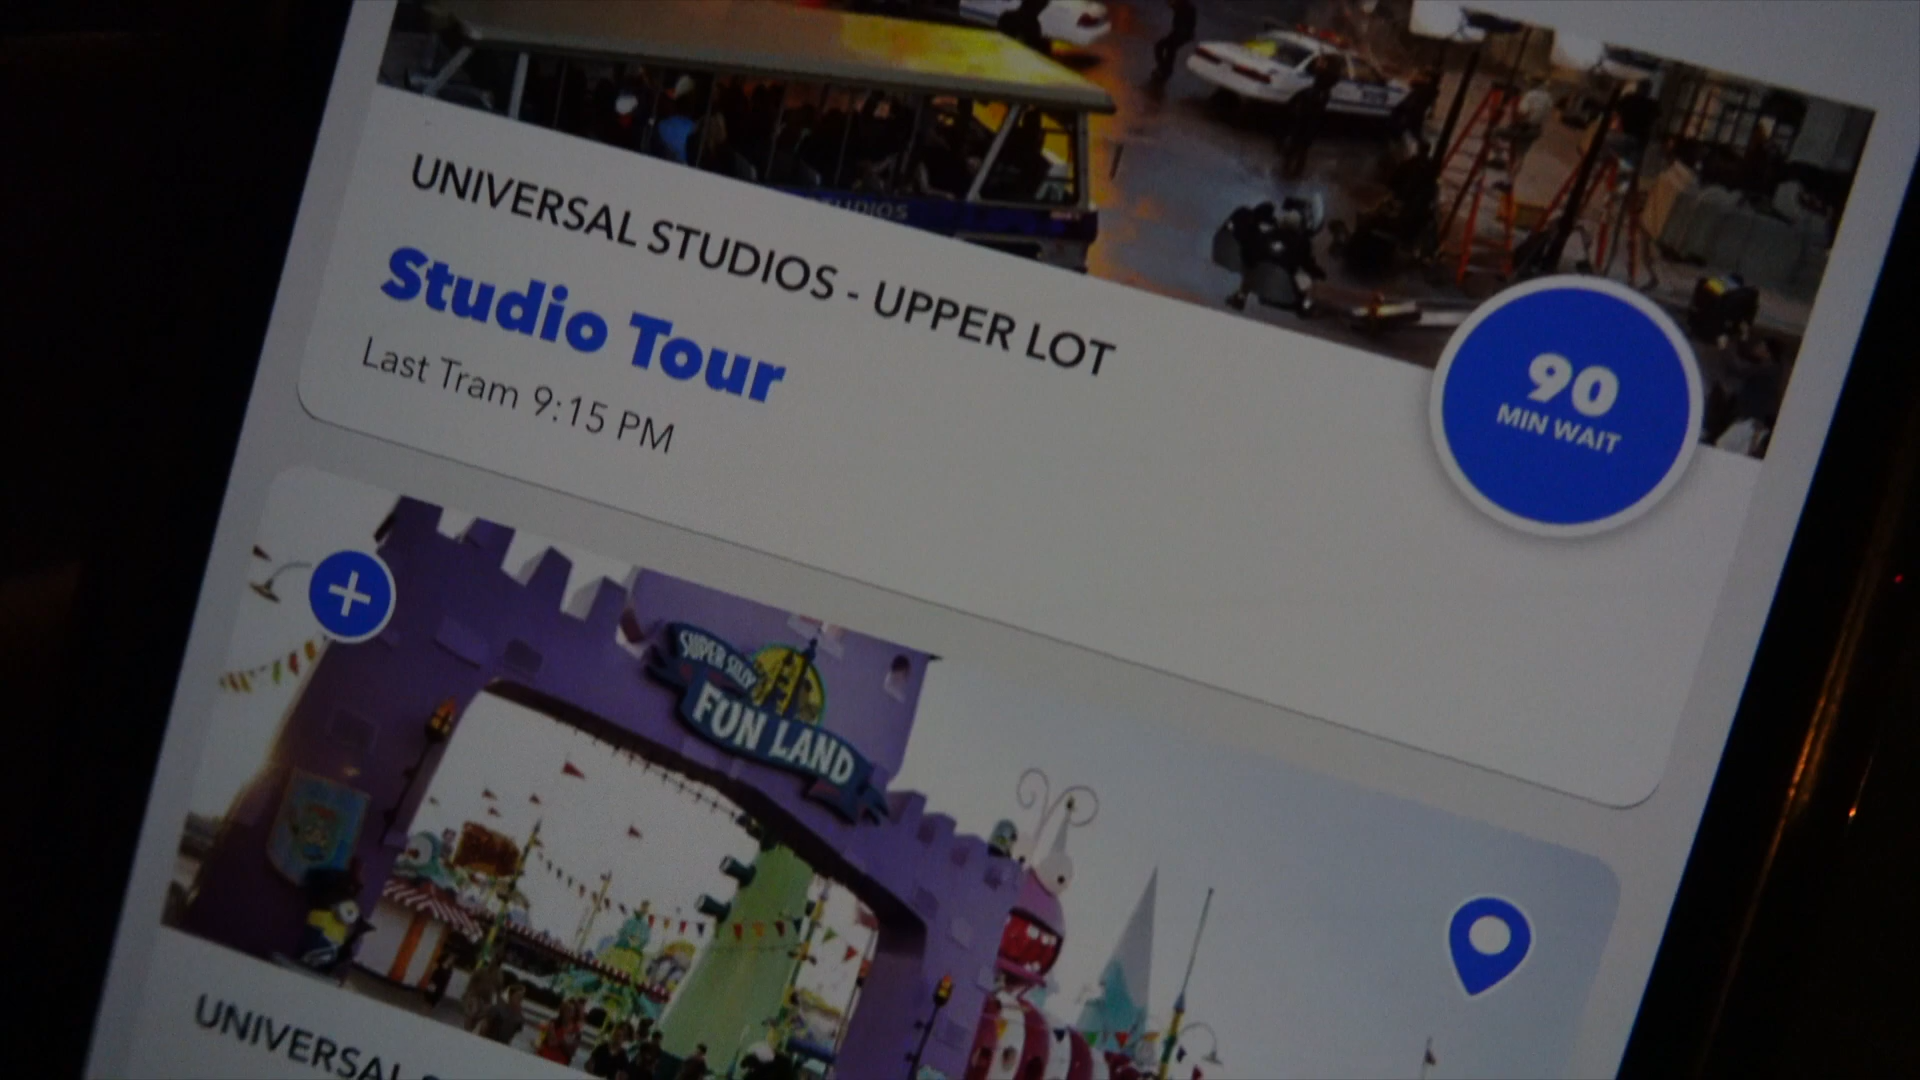 STUDIOS
UNIVERSAL STUDIOS - UPPER LOT
Studio Tour
Last Tram 9:15 PM
90
MIN WAIT
SUPER SILLY
FUN LAND
UNIVERSAL